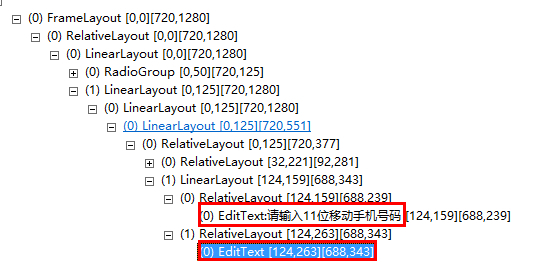 (0) FrameLayout [0,0][720,1280]
(0) RelativeLayout [0,0][720,1280]
(0) LinearLayout [0,0][720,1280]
(0) RadioGroup [0,50][720,125]
(1) LinearLayout [0,125][720,1280]
(0) LinearLayout [0,125][720,1280]
(0) LinearLayout [0,125][720,551]
(0) RelativeLayout [0,125][720,377]
(0) RelativeLayout [32,221][92,281]
(1) LinearLayout [124,159][688,343]
(0) RelativeLayout [124,159][688,239]
(0) EditText:请输入11位移动手机号码 [124,159][688,239]
(1) RelativeLayout [124,263][688,343]
(0) EditText [124,263][688,343]